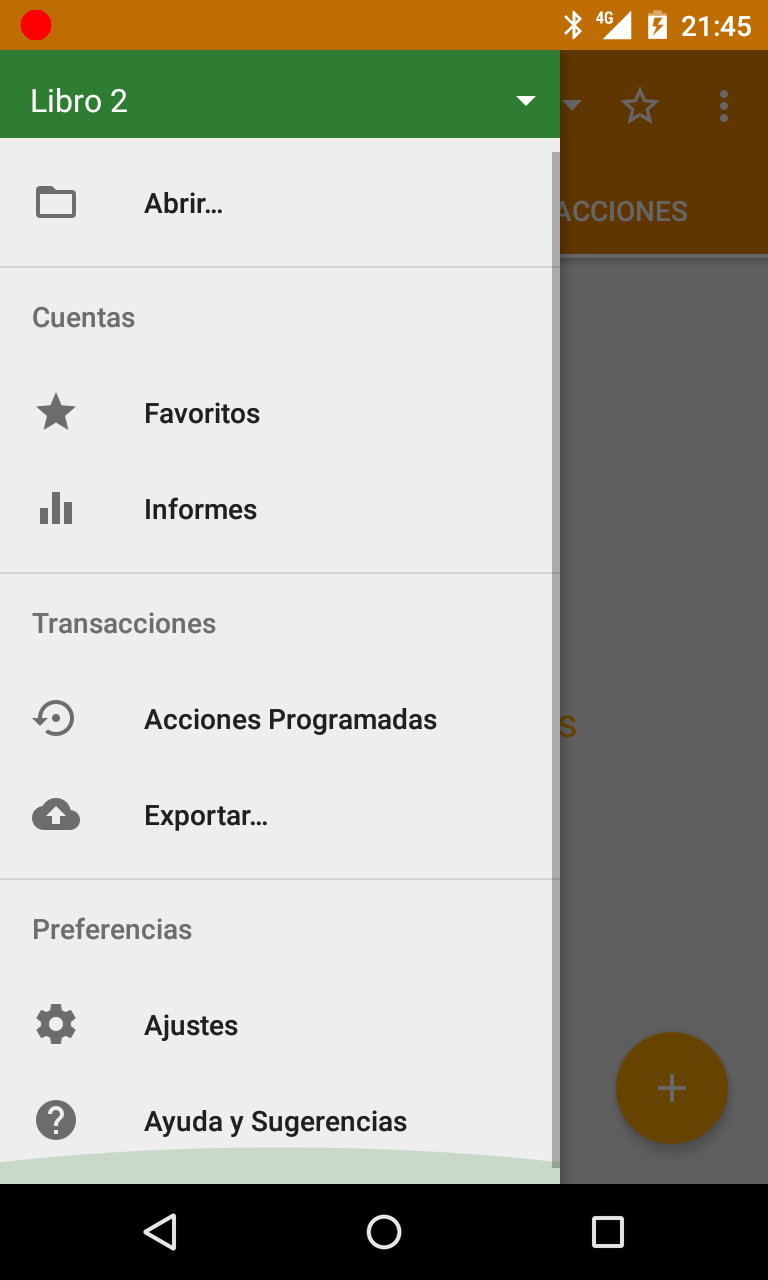 4G 21:45
Libro 2
Abrir...
ACCIONES
Cuentas
Favoritos
Informes
Transacciones
Acciones Programadas
S
Exportar...
Preferencias
Ajustes
Ayuda y Sugerencias